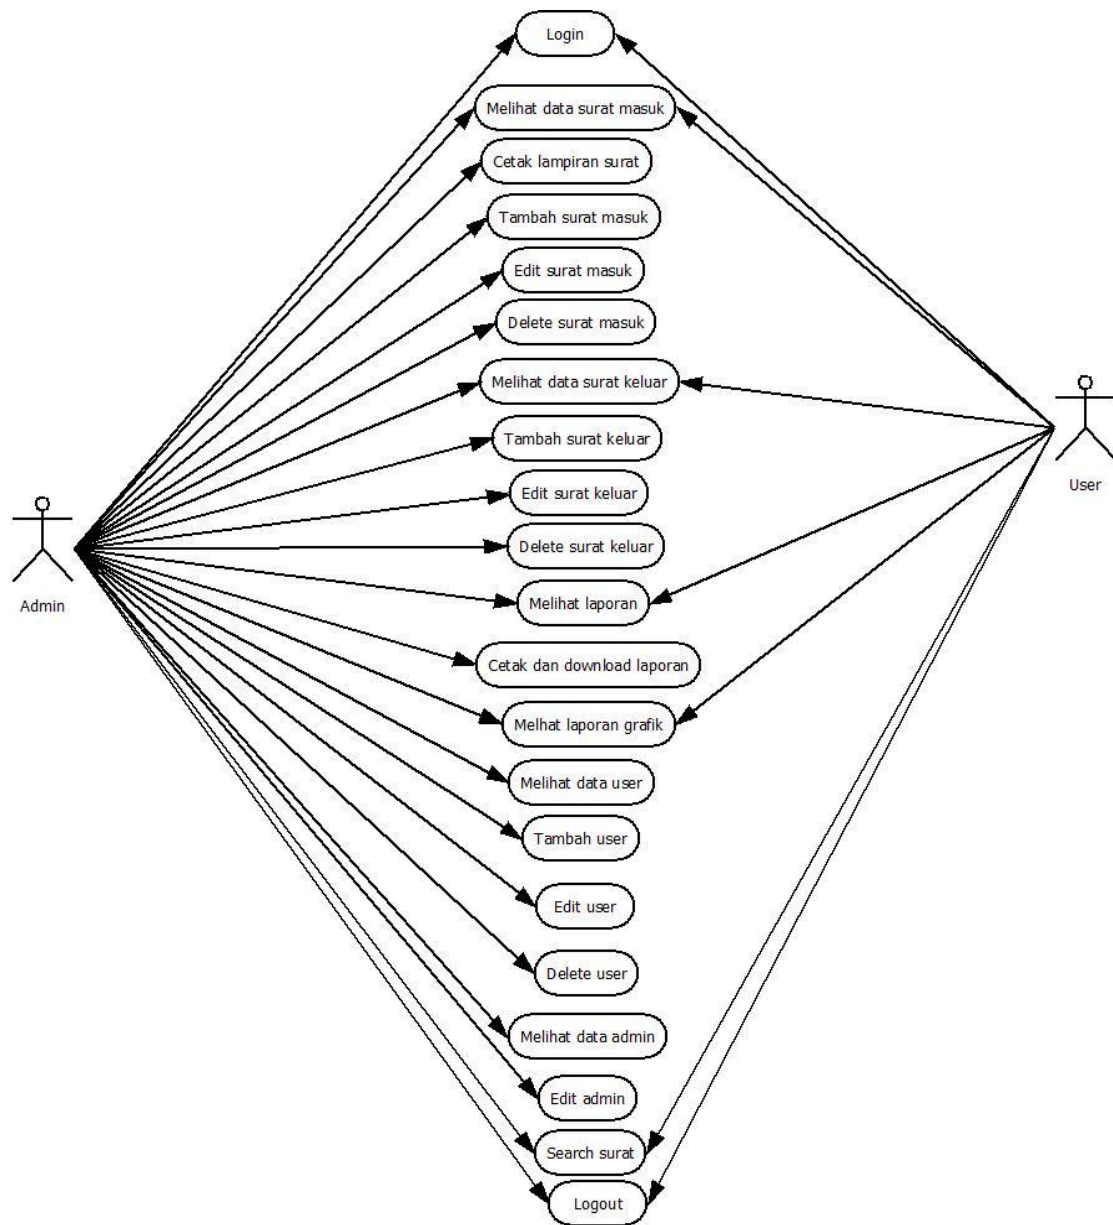 Login
Melihat data surat masuk
Cetak lampiran surat
Tambah surat masuk
Edit surat masuk
Delete surat masuk
Melihat data surat keluar
Tambah surat keluar
Edit surat keluar
Delete surat keluar
Melihat laporan
Cetak dan download laporan
Melhat laporan grafik
Melihat data user
Tambah user
Edit user
Delete user
Melihat data admin
Edit admin
Search surat
Logout
Admin
User